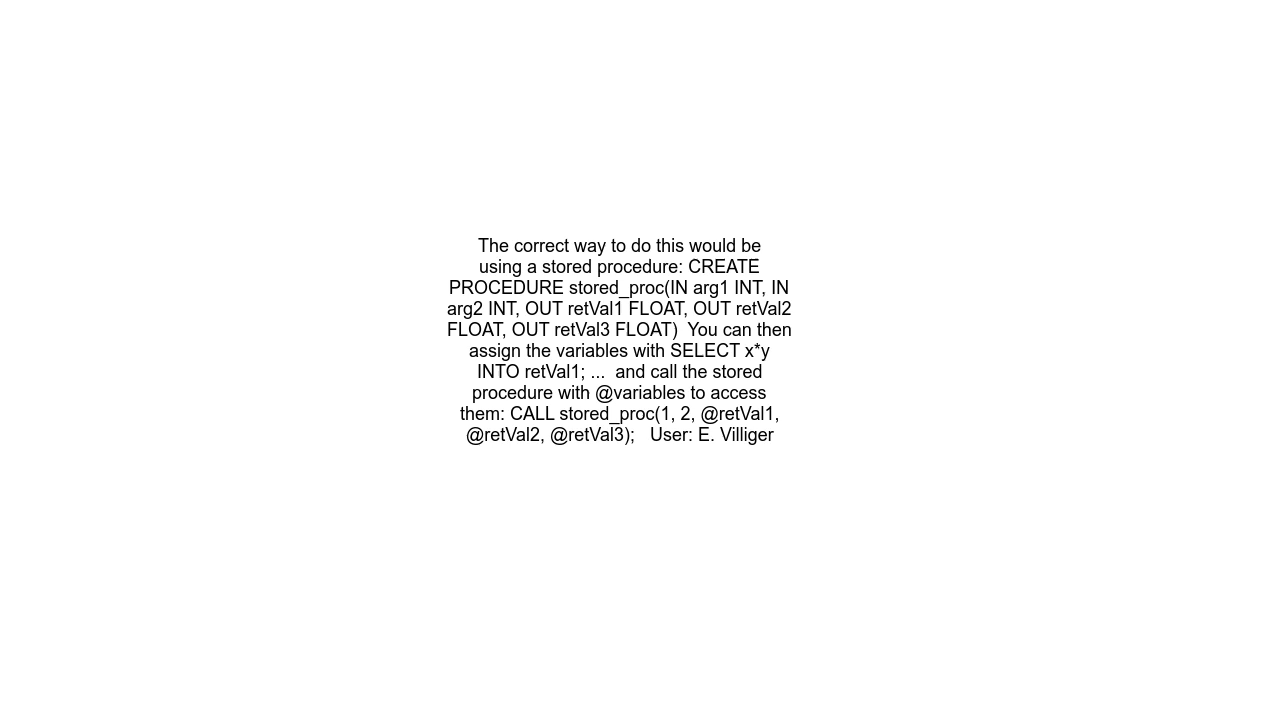 The correct way to do this would be
using a stored procedure: CREATE
PROCEDURE stored_proc(IN arg1 INT, IN
arg2 INT, OUT retVal1 FLOAT, OUT retVal2
FLOAT, OUT retVal3 FLOAT)  You can then
assign the variables with SELECT x*y
INTO retVal1; ...  and call the stored
procedure with @variables to access
them: CALL stored_proc(1, 2, @retVal1,
@retVal2, @retVal3);   User: E. Villiger